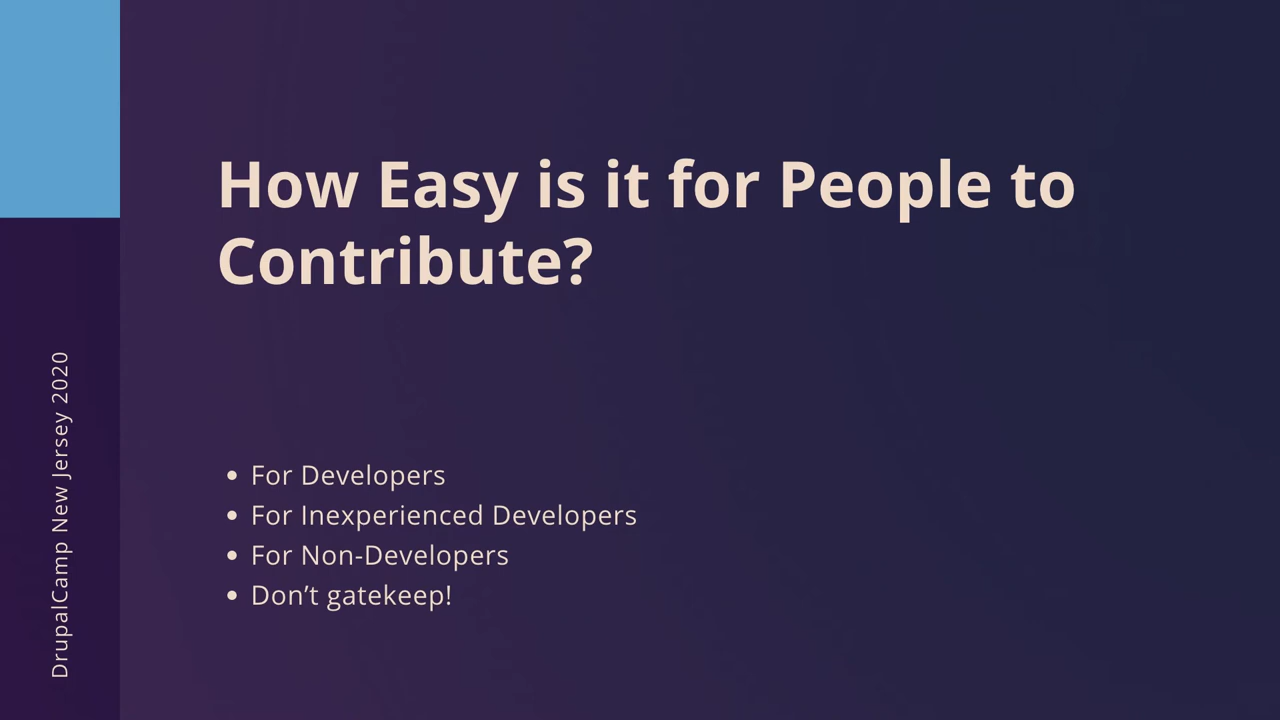 How Easy is it for People to
Contribute?
• For Developers
• For Inexperienced Developers
• For Non-Developers
• Don’t gatekeep!
DrupalCamp New Jersey 2020